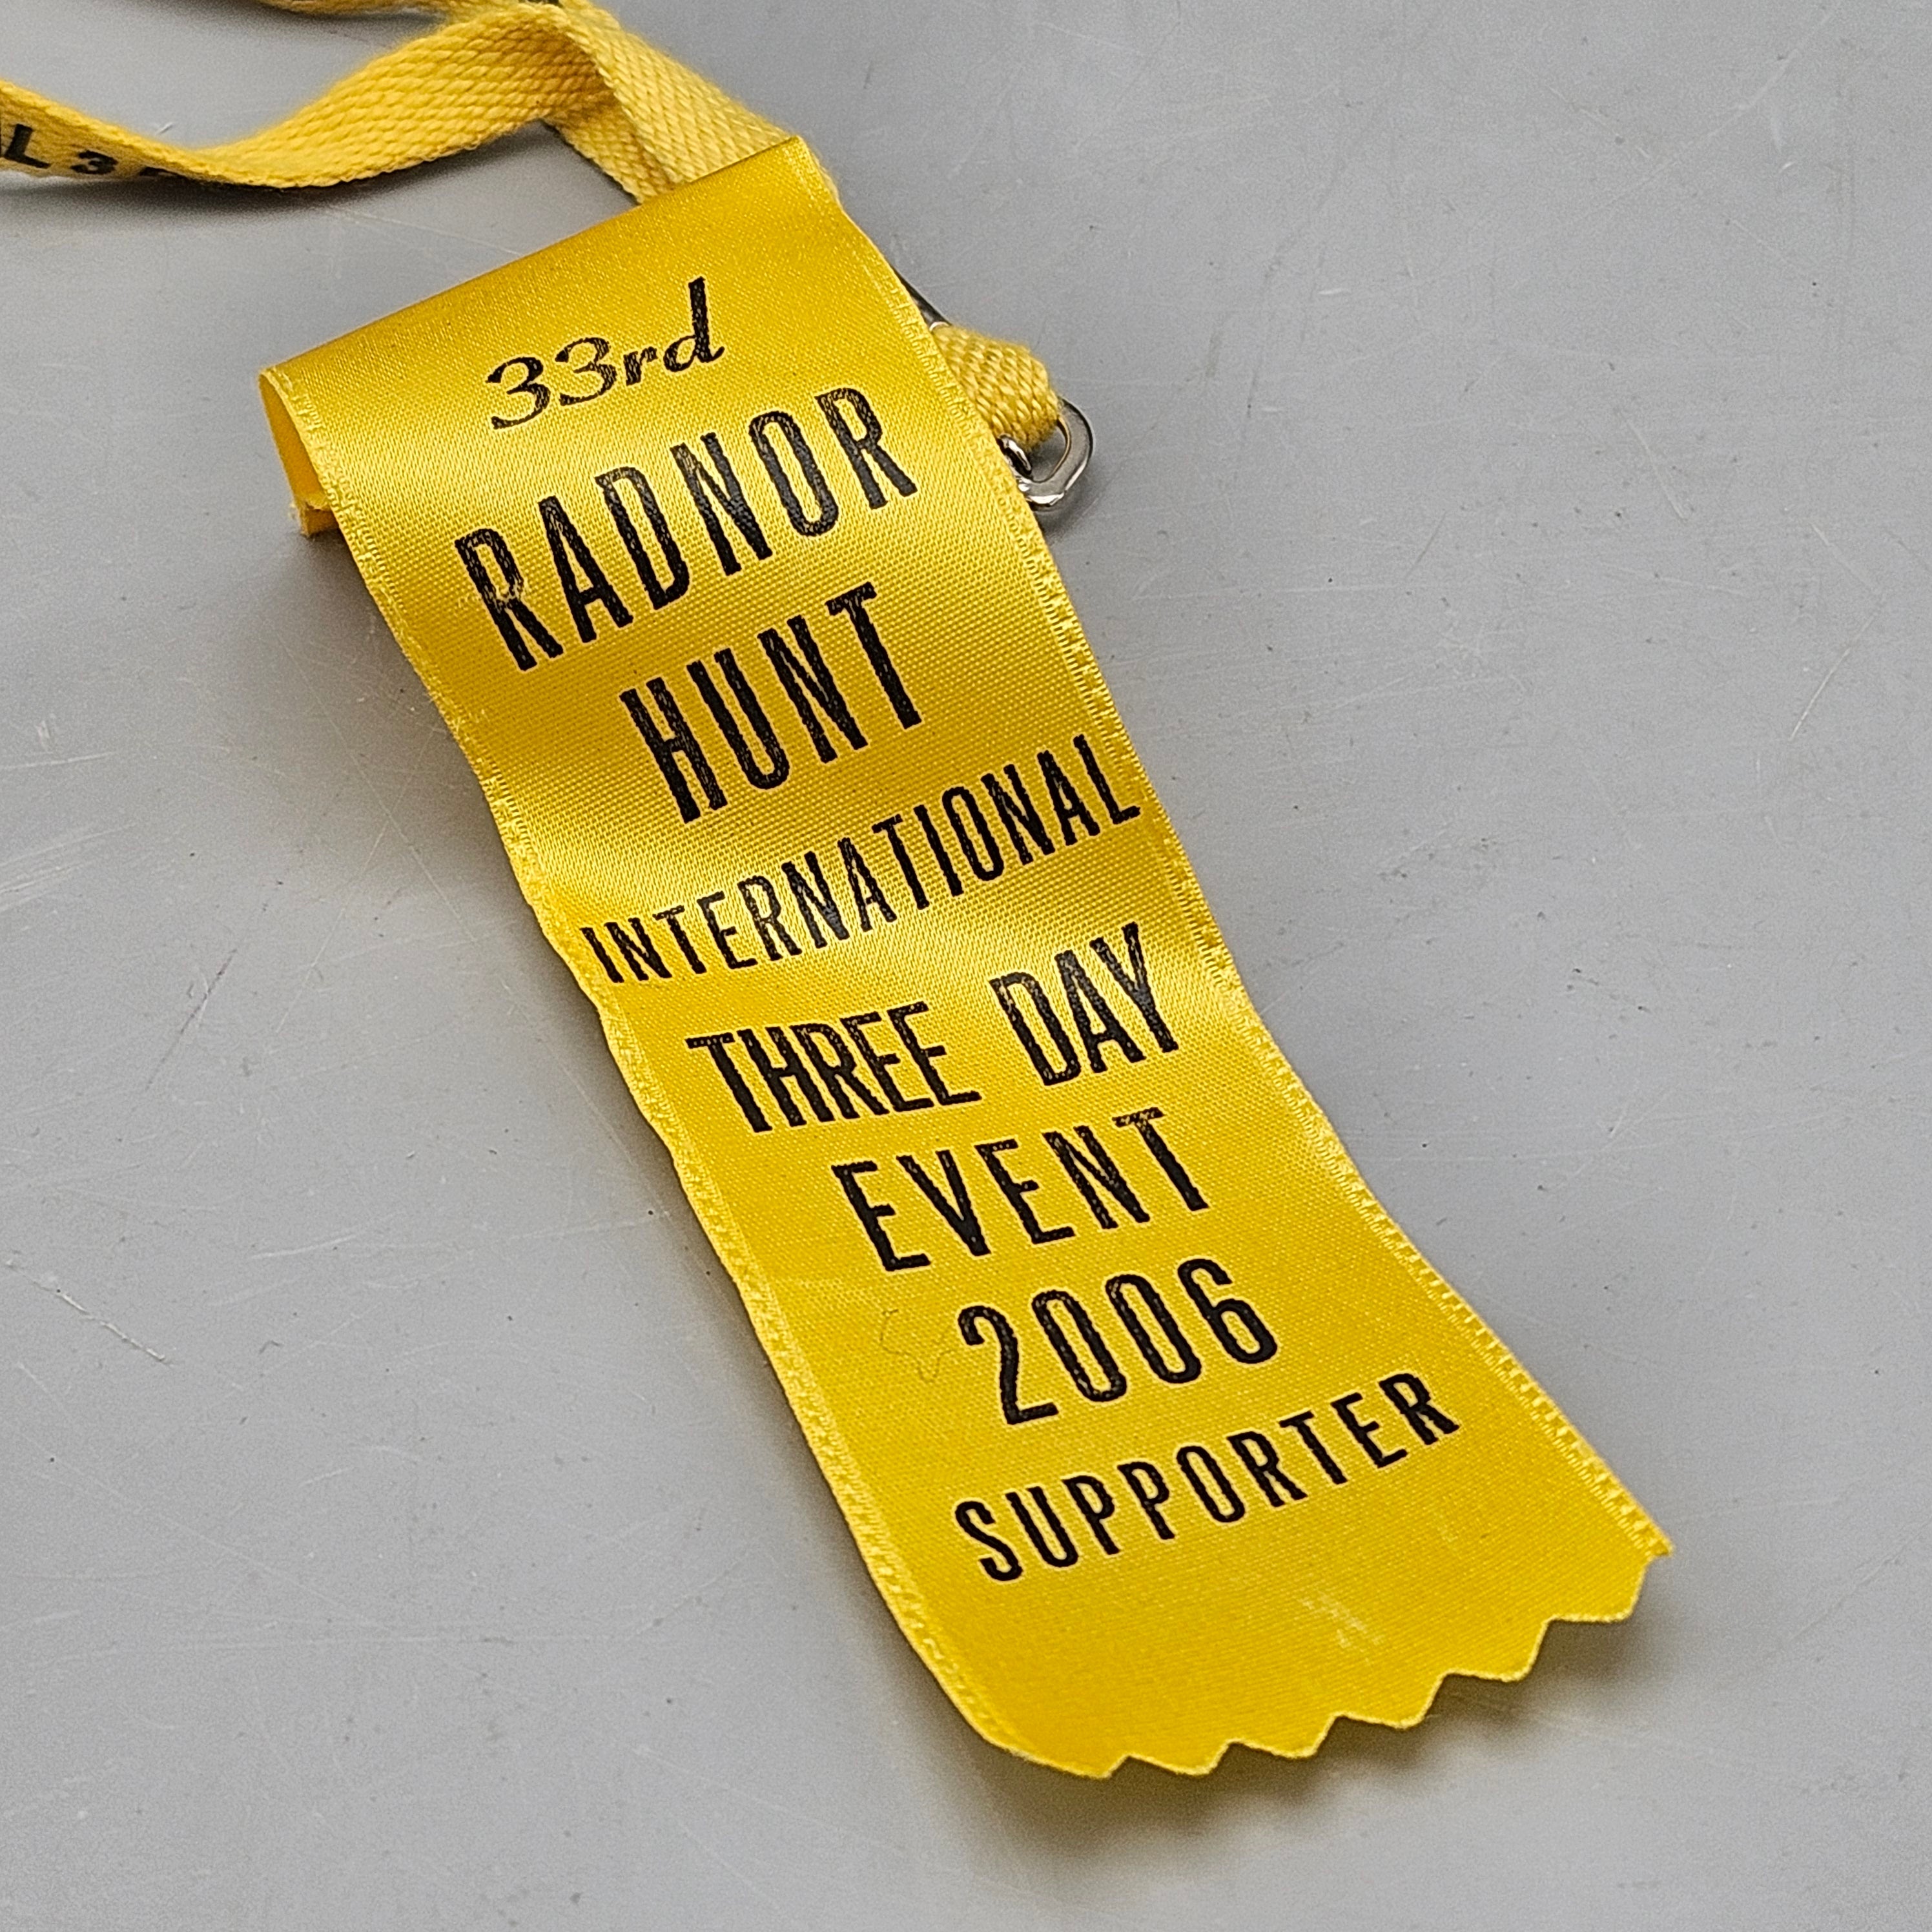 33rd
RADNOR
HUNT
INTERNATIONAL
THREE DAY
EVENT
2006
SUPPORTER